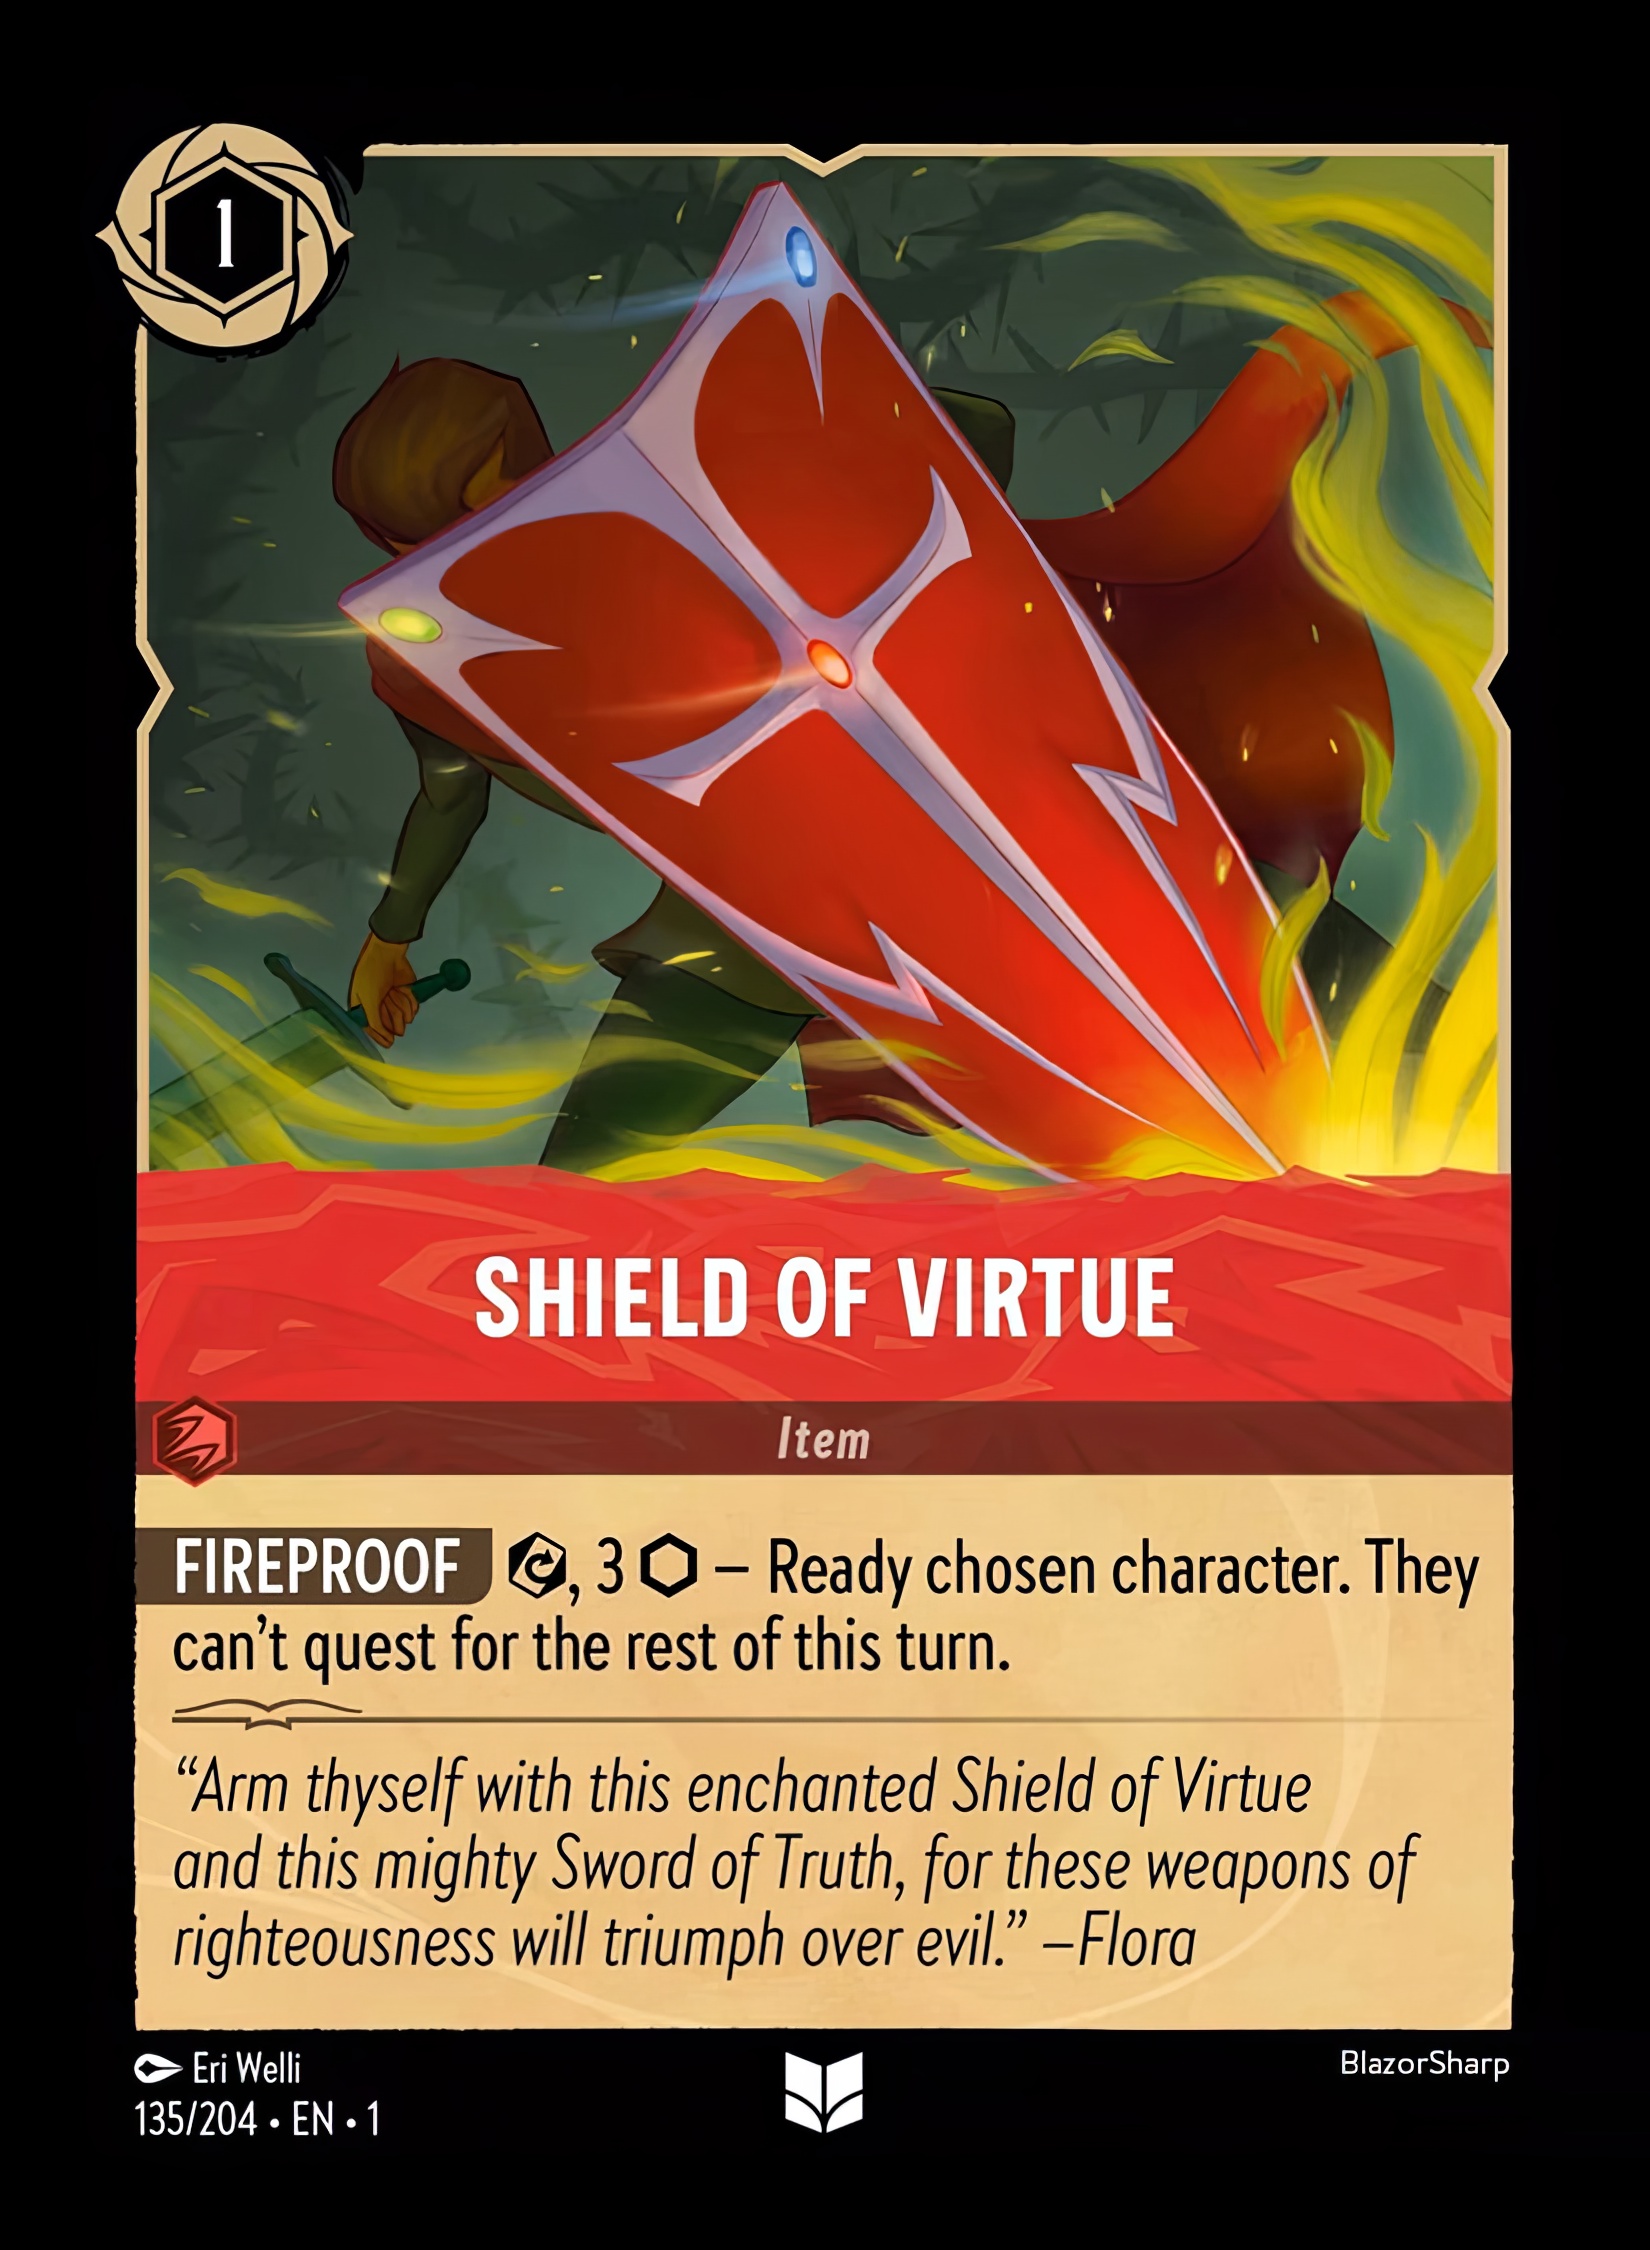 1
SHIELD OF VIRTUE
Item
FIREPROOF , 3 – Ready chosen character. They
can't quest for the rest of this turn.
“Arm thyself with this enchanted Shield of Virtue
and this mighty Sword of Truth, for these weapons of
righteousness will triumph over evil.” –Flora
Eri Welli
BlazorSharp
135/204 • EN • 1